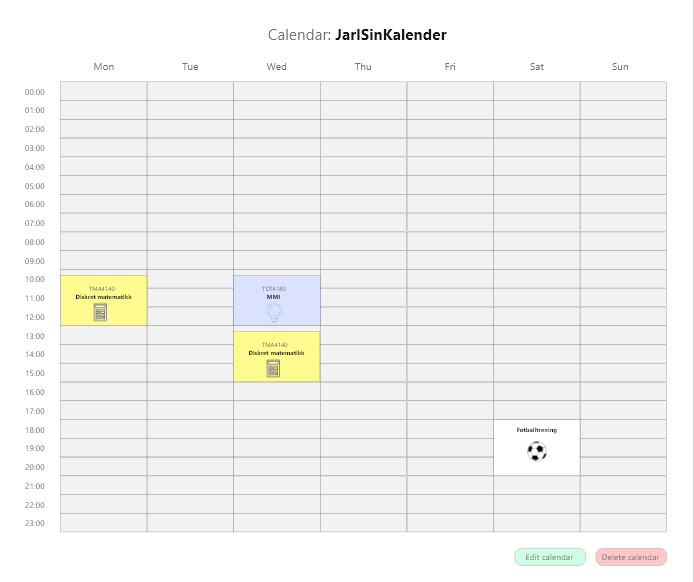 Calendar: JarlSinKalender
Mon Tue Wed Thu Fri Sat Sun
00:00
01:00
02:00
03:00
04:00
05:00
06:00
07:00
08:00
09:00
10:00
TMA4140 TDT4180
Diskret matematikk MMI
11:00
12:00
13:00
TMA4140
Diskret matematikk
14:00
15:00
16:00
17:00
18:00 Fotballtrening
19:00
20:00
21:00
22:00
23:00
Edit calendar Delete calendar